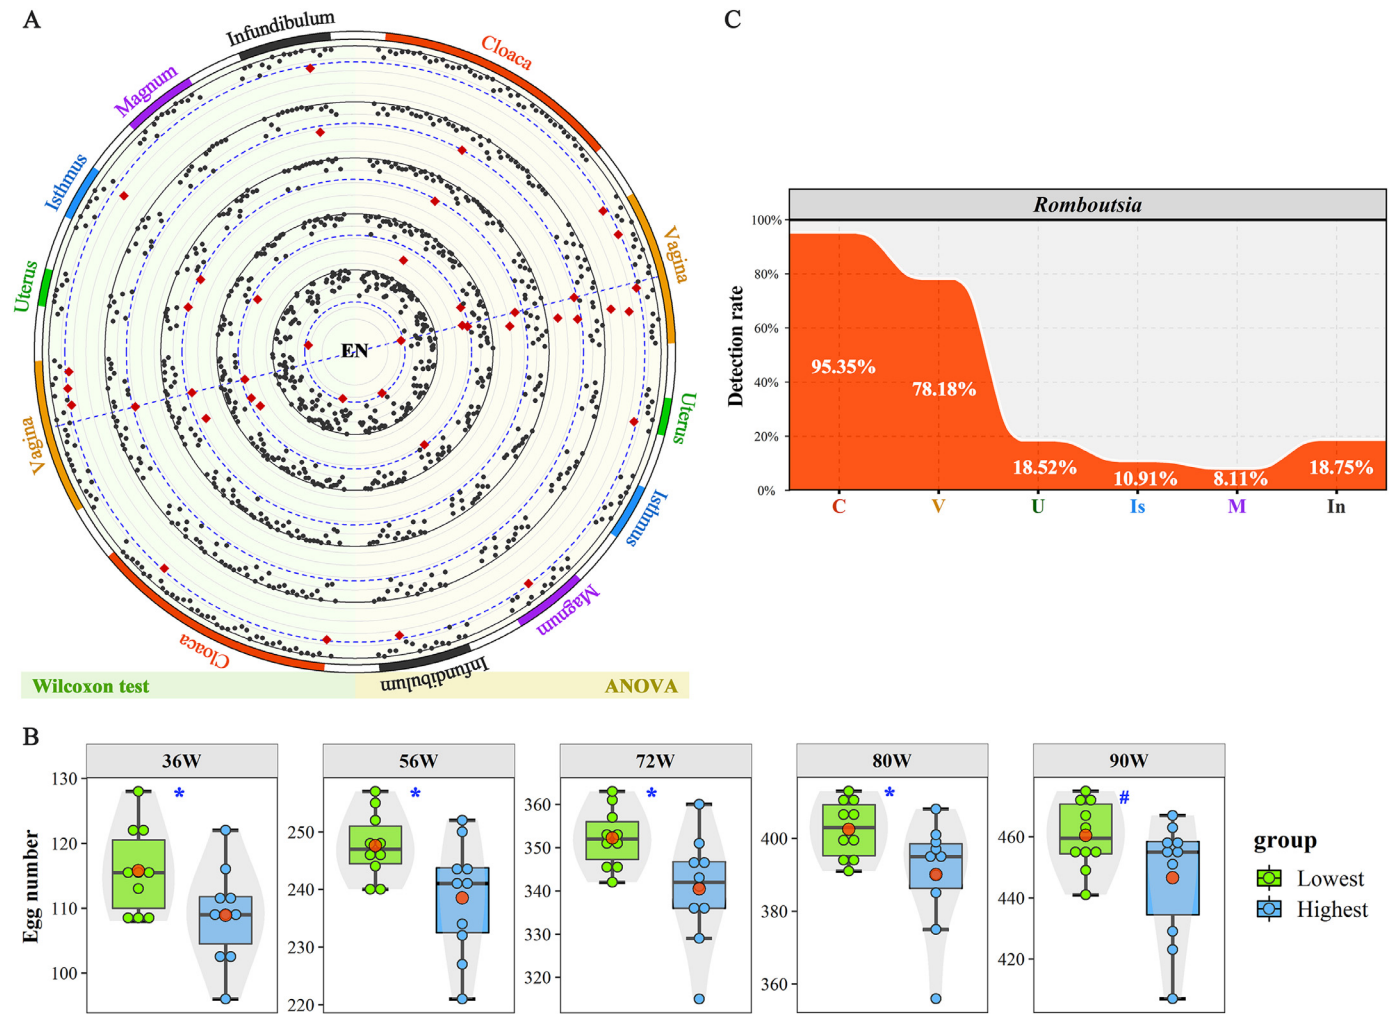 A
Infundibulum
Cloaca
Magnum
Isthmus
Uterus
Vagina
Vagina
EN
Uterus
Isthmus
Magnum
Cloaca
Infundibulum
Wilcoxon test
ANOVA
C
Romboutsia
Detection rate
100%
80%
60%
40%
20%
0%
95.35%
78.18%
18.52%
10.91%
8.11%
18.75%
C V U Is M In
B
Egg number
36W
130
120
110
100
*
56W
250
240
230
220
*
72W
360
350
340
330
320
*
80W
400
380
360
*
90W
460
440
420
#
group
Lowest
Highest